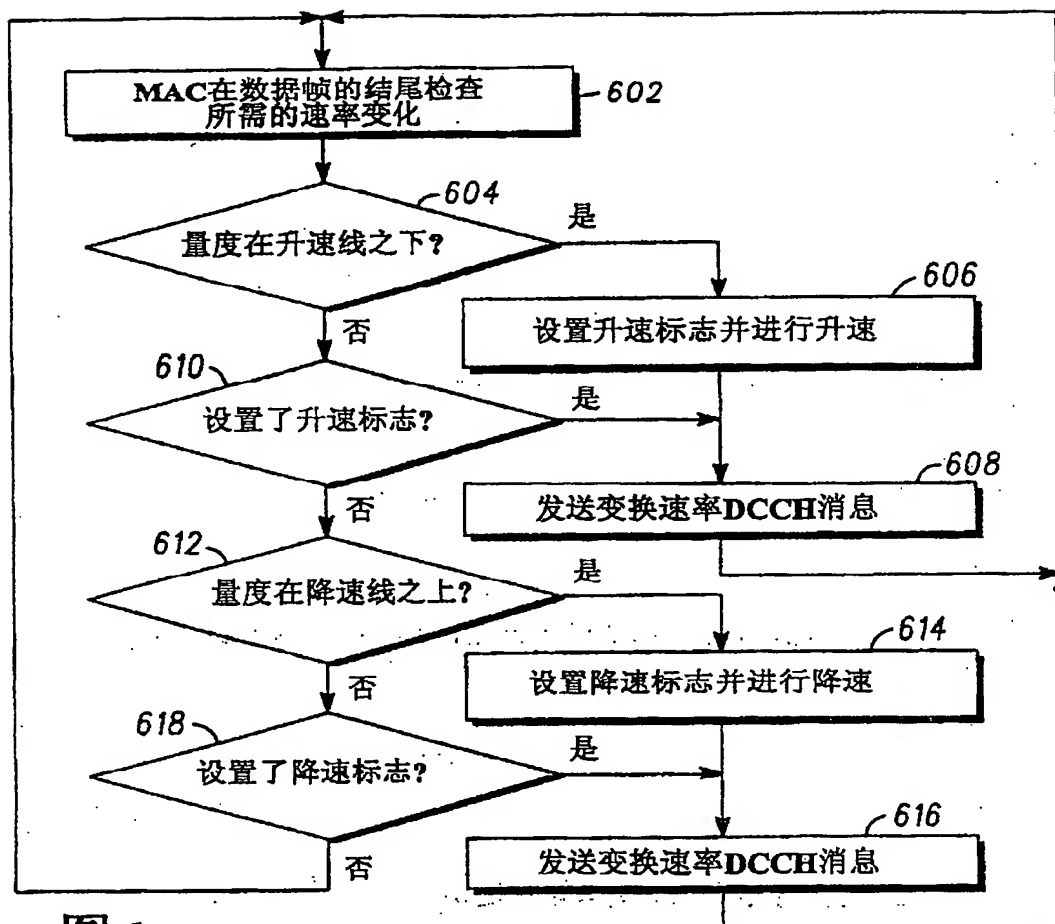 MAC在数据帧的结尾检查
所需的速率变化
602
604
量度在升速线之下?
是
606
设置升速标志并进行升速
否
610
设置了升速标志?
是
608
发送变换速率DCCH消息
否
612
量度在降速线之上?
是
614
设置降速标志并进行降速
否
618
设置了降速标志?
是
616
发送变换速率DCCH消息
否
图